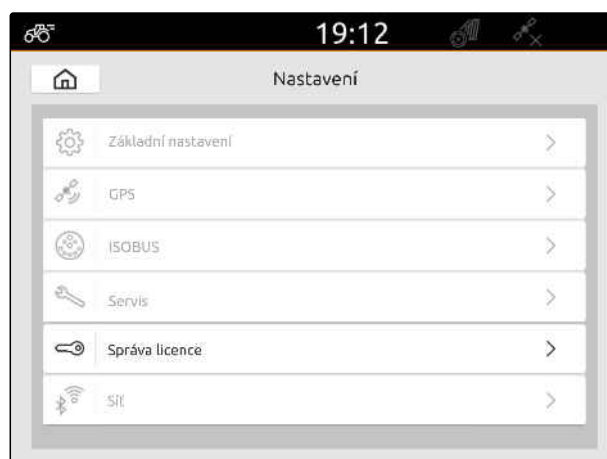 19:12
Nastavení
Základní nastavení
GPS
ISOBUS
Servis
Správa licence
Síť